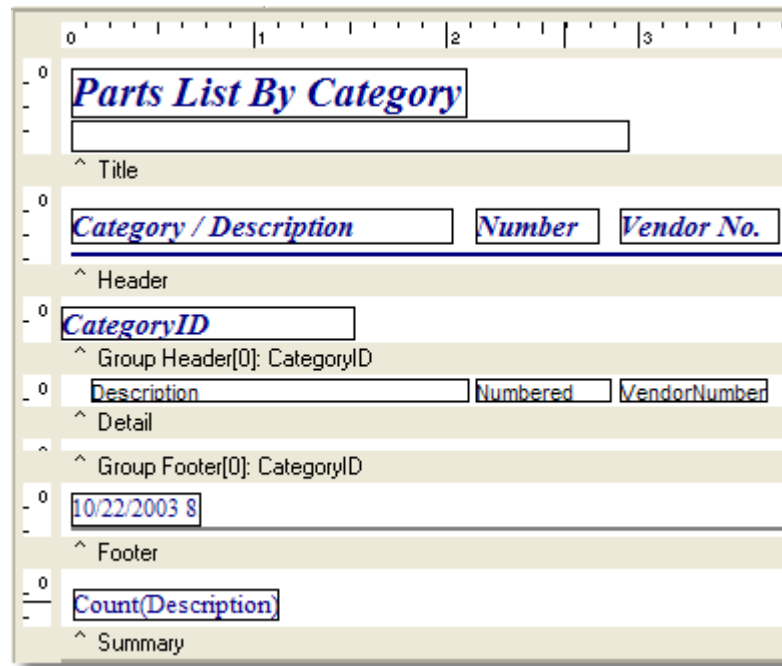 0 1 2 3
0
Parts List By Category
^ Title
0
Category / Description Number Vendor No.
^ Header
0
CategoryID
^ Group Header[0]: CategoryID
0
Description Numbered VendorNumber
^ Detail
^ Group Footer[0]: CategoryID
0
10/22/2003 8
^ Footer
0
Count(Description)
^ Summary